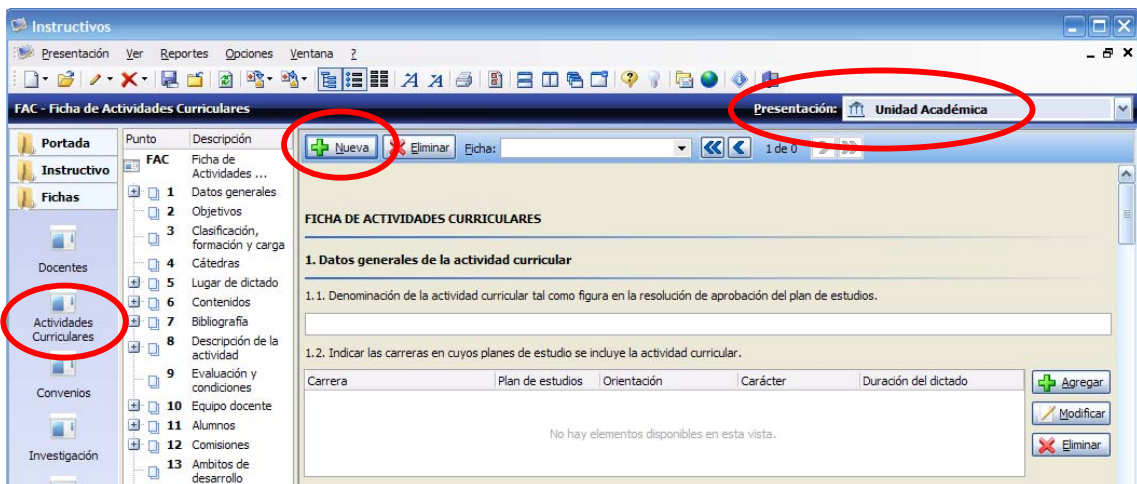 Instructivos
Presentación Ver Reportes Opciones Ventana ?
FAC - Ficha de Actividades Curriculares
Presentación: Unidad Académica
Portada
Instructivo
Fichas
Docentes
Actividades
Curriculares
Convenios
Investigación
Punto Descripción
FAC Ficha de
Actividades ...
1 Datos generales
2 Objetivos
3 Clasificación,
formación y carga
4 Cátedras
5 Lugar de dictado
6 Contenidos
7 Bibliografía
8 Descripción de la
actividad
9 Evaluación y
condiciones
10 Equipo docente
11 Alumnos
12 Comisiones
13 Ambitos de
desarrollo
Nueva Eliminar Ficha: 1 de 0
FICHA DE ACTIVIDADES CURRICULARES
1. Datos generales de la actividad curricular
1.1. Denominación de la actividad curricular tal como figura en la resolución de aprobación del plan de estudios.
1.2. Indicar las carreras en cuyos planes de estudio se incluye la actividad curricular.
Carrera Plan de estudios Orientación Carácter Duración del dictado
No hay elementos disponibles en esta vista.
Agregar
Modificar
Eliminar